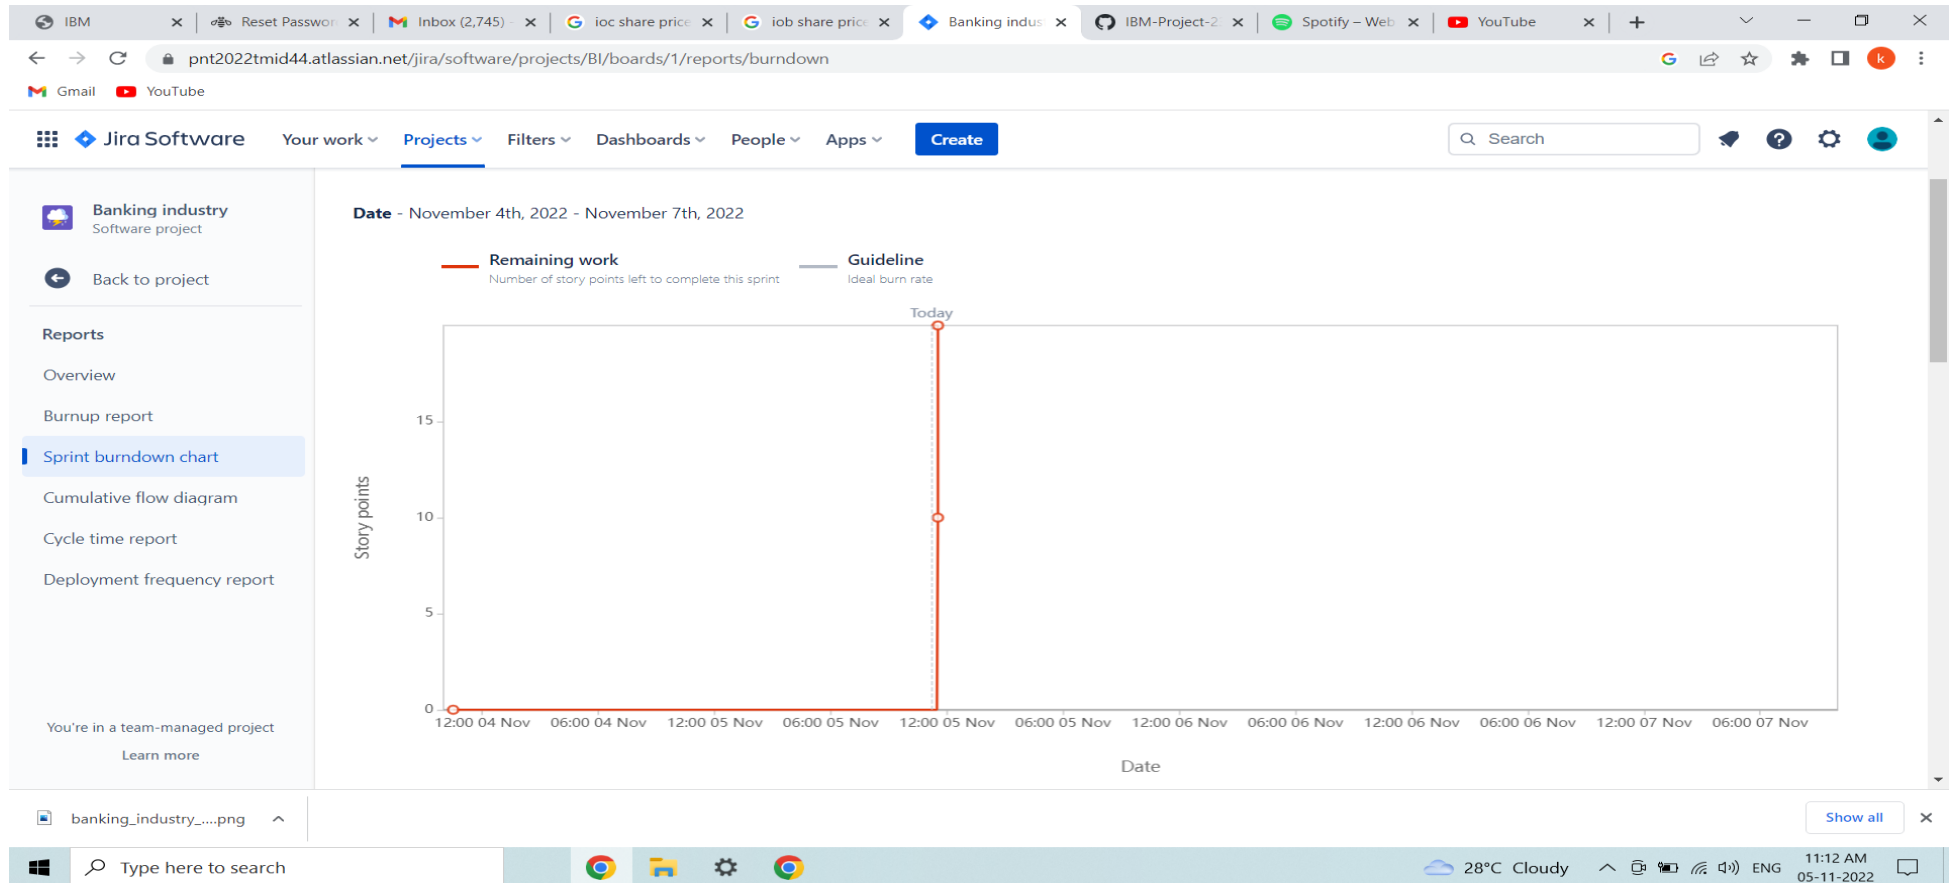 IBM
Reset Passwor
Inbox (2,745) -
ioc share price
iob share price
Banking indus
IBM-Project-2
Spotify – Web
YouTube
pnt2022tmid44.atlassian.net/jira/software/projects/BI/boards/1/reports/burndown
k
Gmail
YouTube
Jira Software
Your work
Projects
Filters
Dashboards
People
Apps
Create
Search
Banking industry
Software project
Back to project
Reports
Overview
Burnup report
Sprint burndown chart
Cumulative flow diagram
Cycle time report
Deployment frequency report
You're in a team-managed project
Learn more
Date - November 4th, 2022 - November 7th, 2022
Remaining work
Number of story points left to complete this sprint
Guideline
Ideal burn rate
Today
15
10
5
0
Story points
12:00 04 Nov
06:00 04 Nov
12:00 05 Nov
06:00 05 Nov
12:00 05 Nov
06:00 05 Nov
12:00 06 Nov
06:00 06 Nov
12:00 06 Nov
06:00 06 Nov
12:00 07 Nov
06:00 07 Nov
Date
banking_industry_....png
Show all
Type here to search
28°C Cloudy
ENG
11:12 AM
05-11-2022